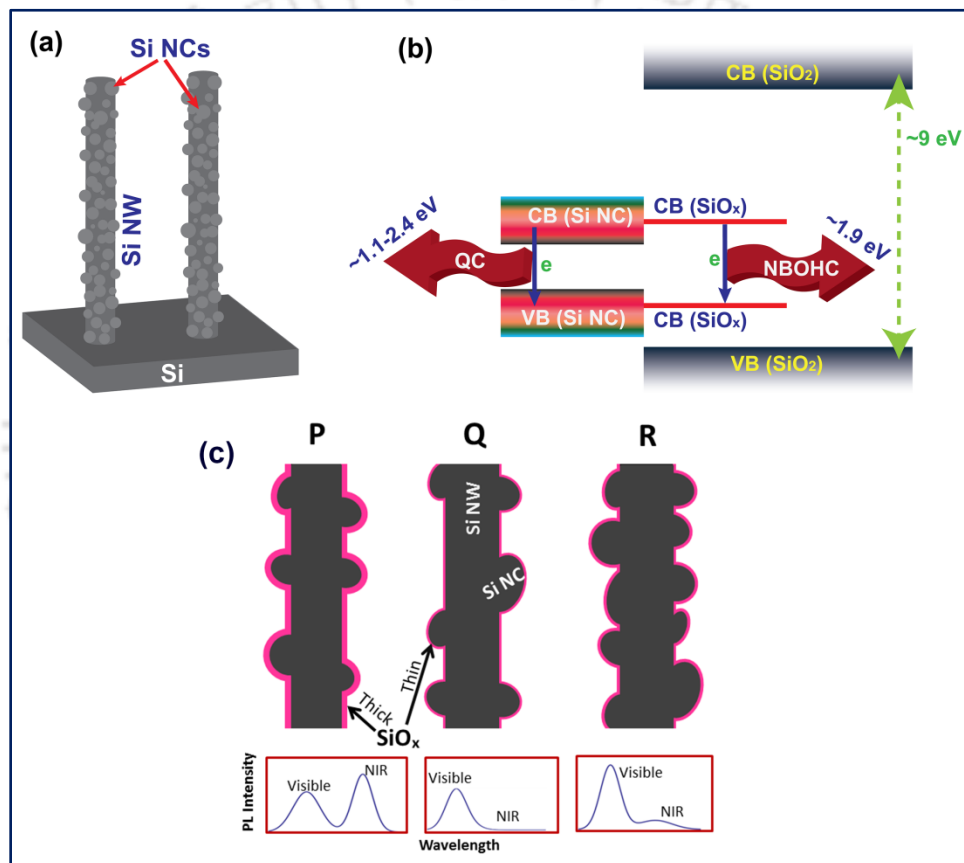 (a)
Si NCs
Si NW
Si
(b)
CB (SiO₂)
~9 eV
CB (Si NC)
CB (SiOₓ)
~1.1-2.4 eV
QC
e
e
NBOHC
~1.9 eV
VB (Si NC)
CB (SiOₓ)
VB (SiO₂)
(c)
P
Q
R
Si NW
Si NC
Thick
Thin
SiOₓ
PL Intensity
Visible
NIR
Visible
NIR
Visible
NIR
Wavelength